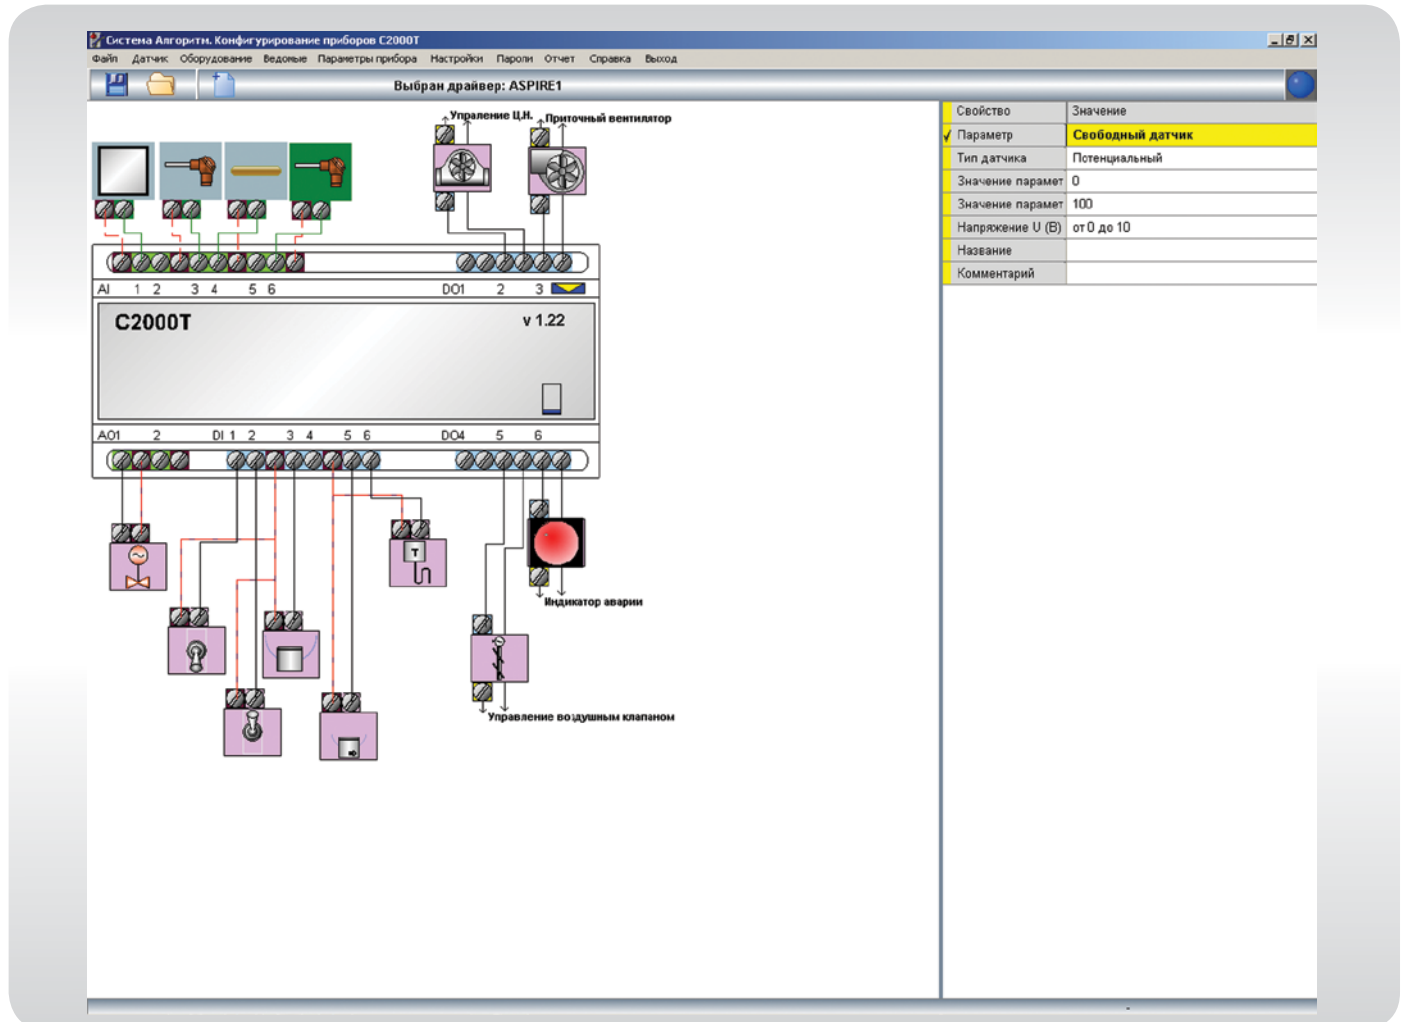 Система Алгоритм. Конфигурирование приборов С2000Т
Файл Датчик Оборудование Ведомые Параметры прибора Настройки Пароли Отчет Справка Выход
Выбран драйвер: ASPIRE1
Свойство Значение
Параметр Свободный датчик
Тип датчика Потенциальный
Значение парамет 0
Значение парамет 100
Напряжение U (В) от 0 до 10
Название
Комментарий
Упраление Ц.Н. Приточный вентилятор
AI 1 2 3 4 5 6 DO1 2 3
C2000T v 1.22
AO1 2 DI 1 2 3 4 5 6 DO4 5 6
T
Индикатор аварии
Управление воздушным клапаном